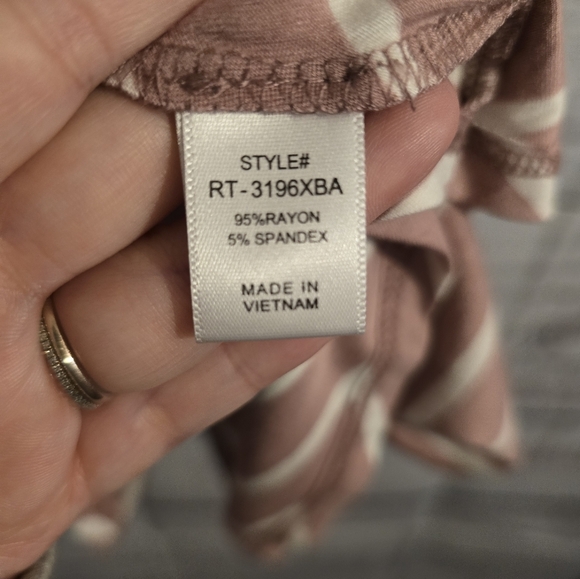 STYLE#
RT-3196XBA
95%RAYON
5% SPANDEX
MADE IN
VIETNAM